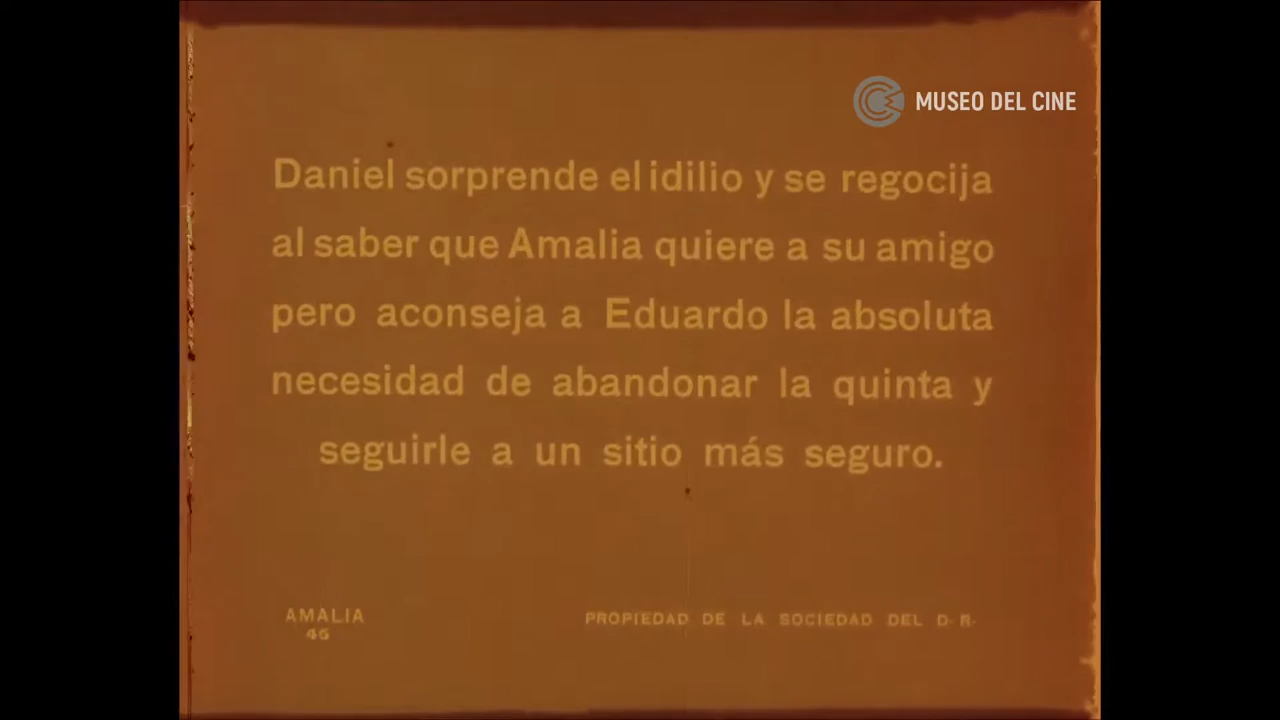 MUSEO DEL CINE
Daniel sorprende el idilio y se regocija
al saber que Amalia quiere a su amigo
pero aconseja a Eduardo la absoluta
necesidad de abandonar la quinta y
seguirle a un sitio más seguro.
AMALIA
46
PROPIEDAD DE LA SOCIEDAD DEL D. R.